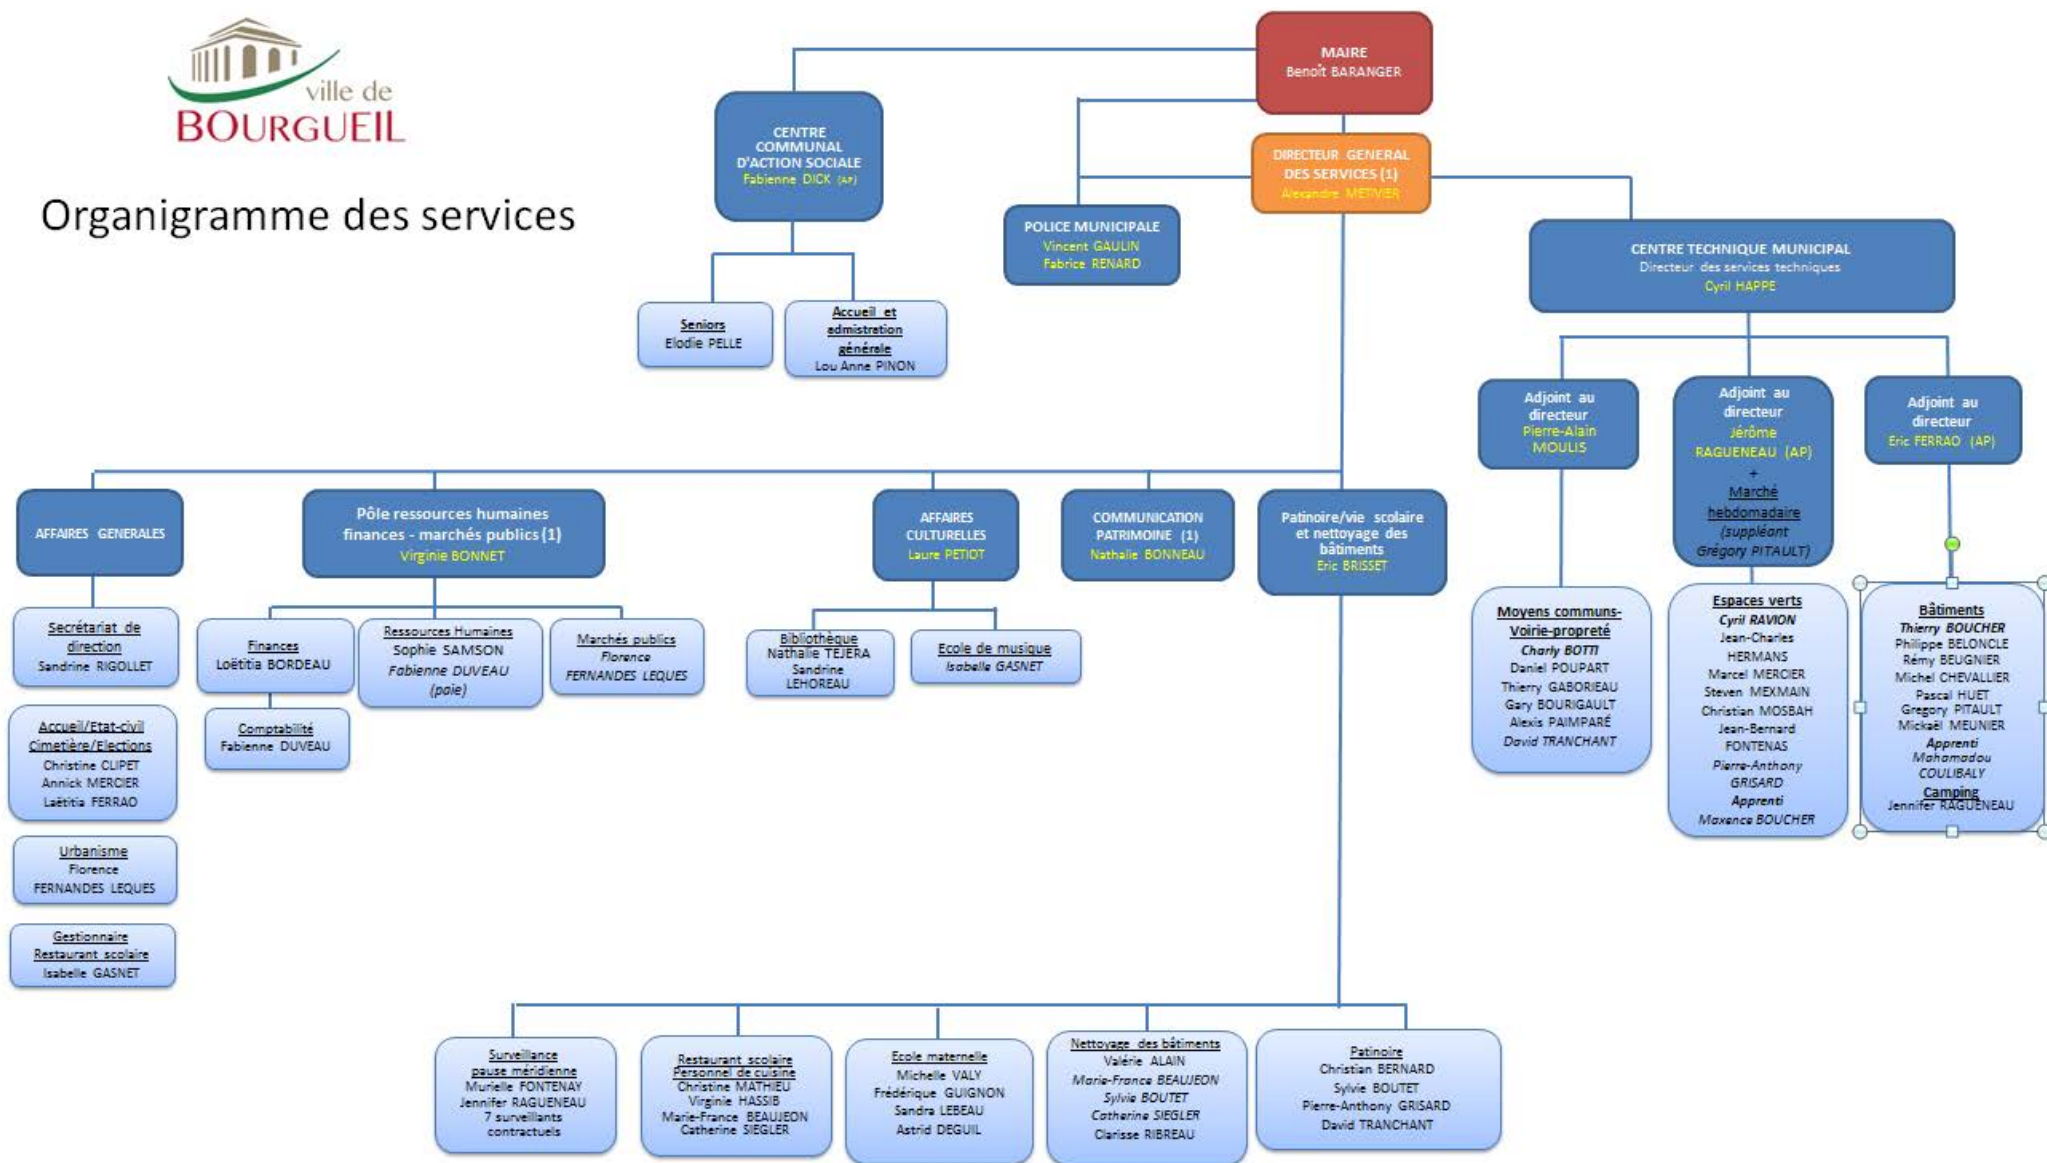 ville de
BOURGUEIL
Organigramme des services
MAIRE
Benoît BARANGER
CENTRE
COMMUNAL
D'ACTION SOCIALE
Fabienne DICK (AP)
DIRECTEUR GENERAL
DES SERVICES (1)
Alexandre METIVIER
POLICE MUNICIPALE
Vincent GAULIN
Fabrice RENARD
CENTRE TECHNIQUE MUNICIPAL
Directeur des services techniques
Cyril HAPPE
Seniors
Elodie PELLE
Accueil et
admistration
générale
Lou Anne PINON
Adjoint au
directeur
Pierre-Alain
MOULIS
Adjoint au
directeur
Jérôme
RAGUENEAU (AP)
+
Marché
hebdomadaire
(suppléant
Grégory PITAULT)
Adjoint au
directeur
Eric FERRAO (AP)
AFFAIRES GENERALES
Pôle ressources humaines
finances - marchés publics (1)
Virginie BONNET
AFFAIRES
CULTURELLES
Laure PETIOT
COMMUNICATION
PATRIMOINE (1)
Nathalie BONNEAU
Patinoire/vie scolaire
et nettoyage des
bâtiments
Eric BRISSET
Secrétariat de
direction
Sandrine RIGOLLET
Accueil/Etat-civil
Cimetière/Elections
Christine CLIPET
Annick MERCIER
Laëtitia FERRAO
Urbanisme
Florence
FERNANDES LEQUES
Gestionnaire
Restaurant scolaire
Isabelle GASNET
Finances
Loëtitia BORDEAU
Comptabilité
Fabienne DUVEAU
Ressources Humaines
Sophie SAMSON
Fabienne DUVEAU
(paie)
Marchés publics
Florence
FERNANDES LEQUES
Bibliothèque
Nathalie TEJERA
Sandrine
LEHOREAU
Ecole de musique
Isabelle GASNET
Moyens communs-
Voirie-propreté
Charly BOTTI
Daniel POUPART
Thierry GABORIEAU
Gary BOURIGAULT
Alexis PAIMPARÉ
David TRANCHANT
Espaces verts
Cyril RAVION
Jean-Charles
HERMANS
Marcel MERCIER
Steven MEXMAIN
Christian MOSBAH
Jean-Bernard
FONTENAS
Pierre-Anthony
GRISARD
Apprenti
Maxence BOUCHER
Bâtiments
Thierry BOUCHER
Philippe BELONCLE
Rémy BEUGNIER
Michel CHEVALLIER
Pascal HUET
Gregory PITAULT
Mickaël MEUNIER
Apprenti
Mahamadou
COULIBALY
Camping
Jennifer RAGUENEAU
Surveillance
pause méridienne
Murielle FONTENAY
Jennifer RAGUENEAU
7 surveillants
contractuels
Restaurant scolaire
Personnel de cuisine
Christine MATHIEU
Virginie HASSIB
Marie-France BEAUJEON
Catherine SIEGLER
Ecole maternelle
Michelle VALY
Frédérique GUIGNON
Sandra LEBEAU
Astrid DEGUIL
Nettoyage des bâtiments
Valérie ALAIN
Marie-France BEAUJEON
Sylvie BOUTET
Catherine SIEGLER
Clarisse RIBREAU
Patinoire
Christian BERNARD
Sylvie BOUTET
Pierre-Anthony GRISARD
David TRANCHANT